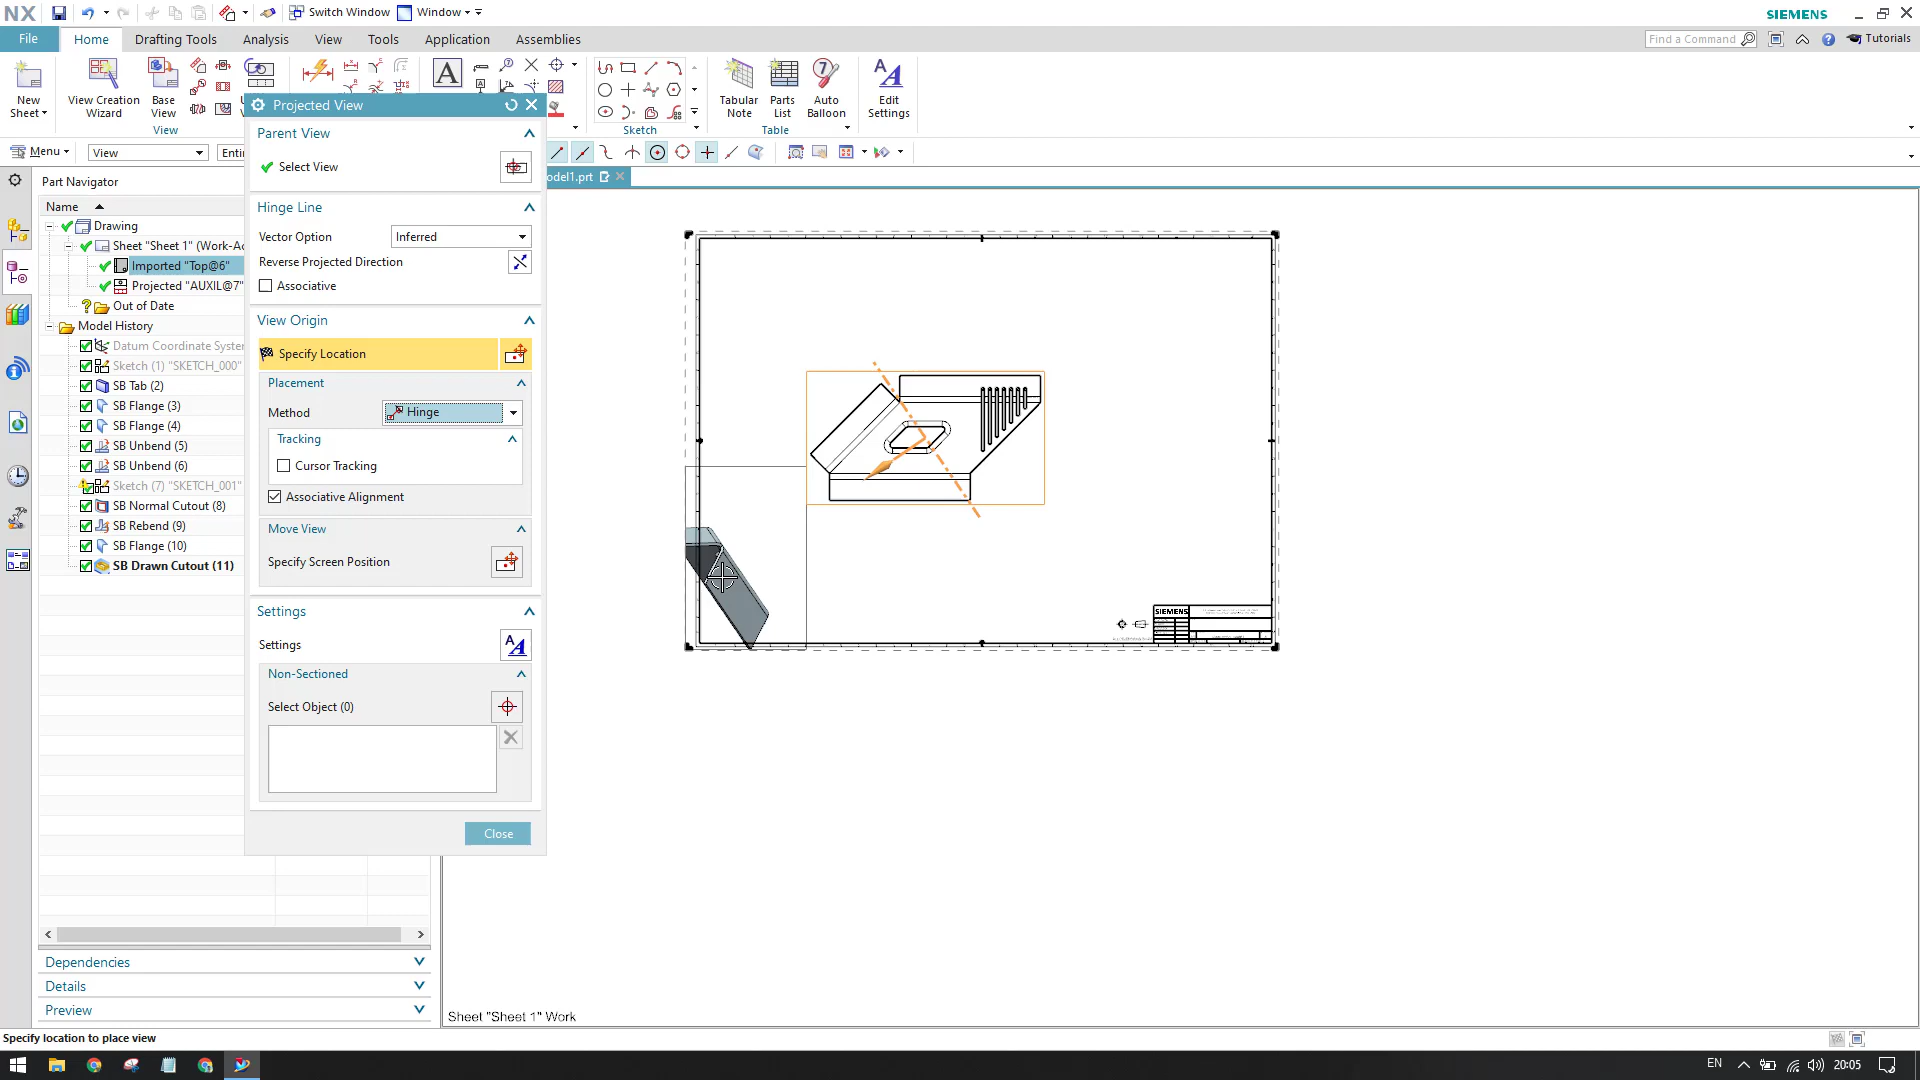 NX
Switch Window
Window
SIEMENS
File
Home
Drafting Tools
Analysis
View
Tools
Application
Assemblies
Find a Command
Tutorials
New
Sheet
View Creation
Wizard
Base
View
View
A
Tabular
Note
Parts
List
Auto
Balloon
Edit
Settings
Sketch
Table
Menu
View
Entir
odel1.prt
Projected View
Parent View
Select View
Hinge Line
Vector Option
Inferred
Reverse Projected Direction
Associative
View Origin
Specify Location
Placement
Method
Hinge
Tracking
Cursor Tracking
Associative Alignment
Move View
Specify Screen Position
Settings
Settings
Non-Sectioned
Select Object (0)
Close
Part Navigator
Name
Drawing
Sheet "Sheet 1" (Work-Ac
Imported "Top@6"
Projected "AUXIL@7"
Out of Date
Model History
Datum Coordinate System
Sketch (1) "SKETCH_000"
SB Tab (2)
SB Flange (3)
SB Flange (4)
SB Unbend (5)
SB Unbend (6)
Sketch (7) "SKETCH_001"
SB Normal Cutout (8)
SB Rebend (9)
SB Flange (10)
SB Drawn Cutout (11)
Dependencies
Details
Preview
SIEMENS
Sheet "Sheet 1" Work
Specify location to place view
EN
20:05